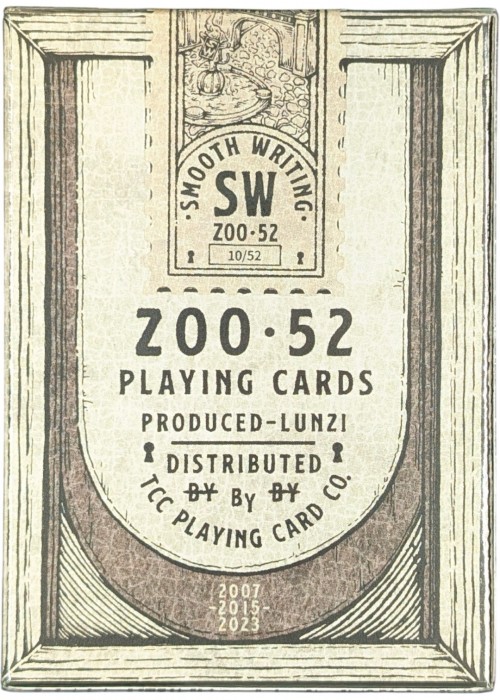 ·SMOOTH WRITING·
SW
ZOO·52
10/52
ZOO·52
PLAYING CARDS
PRODUCED-LUNZI
DISTRIBUTED
BY By BY
TCC PLAYING CARD CO.
2007
-2015-
2023